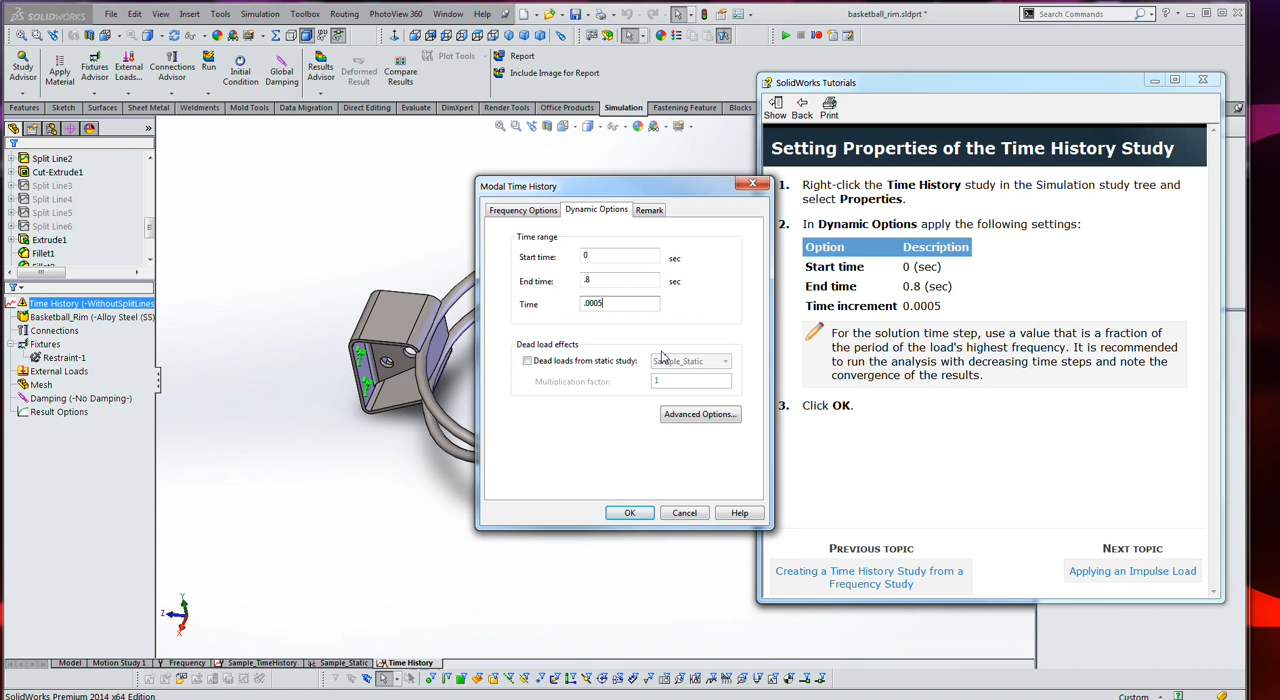 SOLIDWORKS
File Edit View Insert Tools Simulation Toolbox Routing PhotoView 360 Window Help
basketball_rim.sldprt *
Search Commands
Study Advisor
Apply Material
Fixtures Advisor
External Loads...
Connections Advisor
Run
Initial Condition
Global Damping
Results Advisor
Deformed Result
Compare Results
Plot Tools
Report
Include Image for Report
Features Sketch Surfaces Sheet Metal Weldments Mold Tools Data Migration Direct Editing Evaluate DimXpert Render Tools Office Products Simulation Fastening Feature Blocks
Split Line2
Cut-Extrude1
Split Line3
Split Line4
Split Line5
Split Line6
Extrude1
Fillet1
Time History (-WithoutSplitLines
Basketball_Rim (-Alloy Steel (SS)
Connections
Fixtures
Restraint-1
External Loads
Mesh
Damping (-No Damping-)
Result Options
Modal Time History
Frequency Options Dynamic Options Remark
Time range
Start time: 0 sec
End time: .8 sec
Time .0005
Dead load effects
Dead loads from static study: Sample_Static
Multiplication factor: 1
Advanced Options...
OK Cancel Help
SolidWorks Tutorials
Show Back Print
Setting Properties of the Time History Study
1. Right-click the Time History study in the Simulation study tree and
select Properties.
2. In Dynamic Options apply the following settings:
Option Description
Start time 0 (sec)
End time 0.8 (sec)
Time increment 0.0005
For the solution time step, use a value that is a fraction of
the period of the load's highest frequency. It is recommended
to run the analysis with decreasing time steps and note the
convergence of the results.
3. Click OK.
PREVIOUS TOPIC
Creating a Time History Study from a
Frequency Study
NEXT TOPIC
Applying an Impulse Load
Y
Z
X
Model Motion Study 1 Frequency Sample_TimeHistory Sample_Static Time History
SolidWorks Premium 2014 x64 Edition
Custom